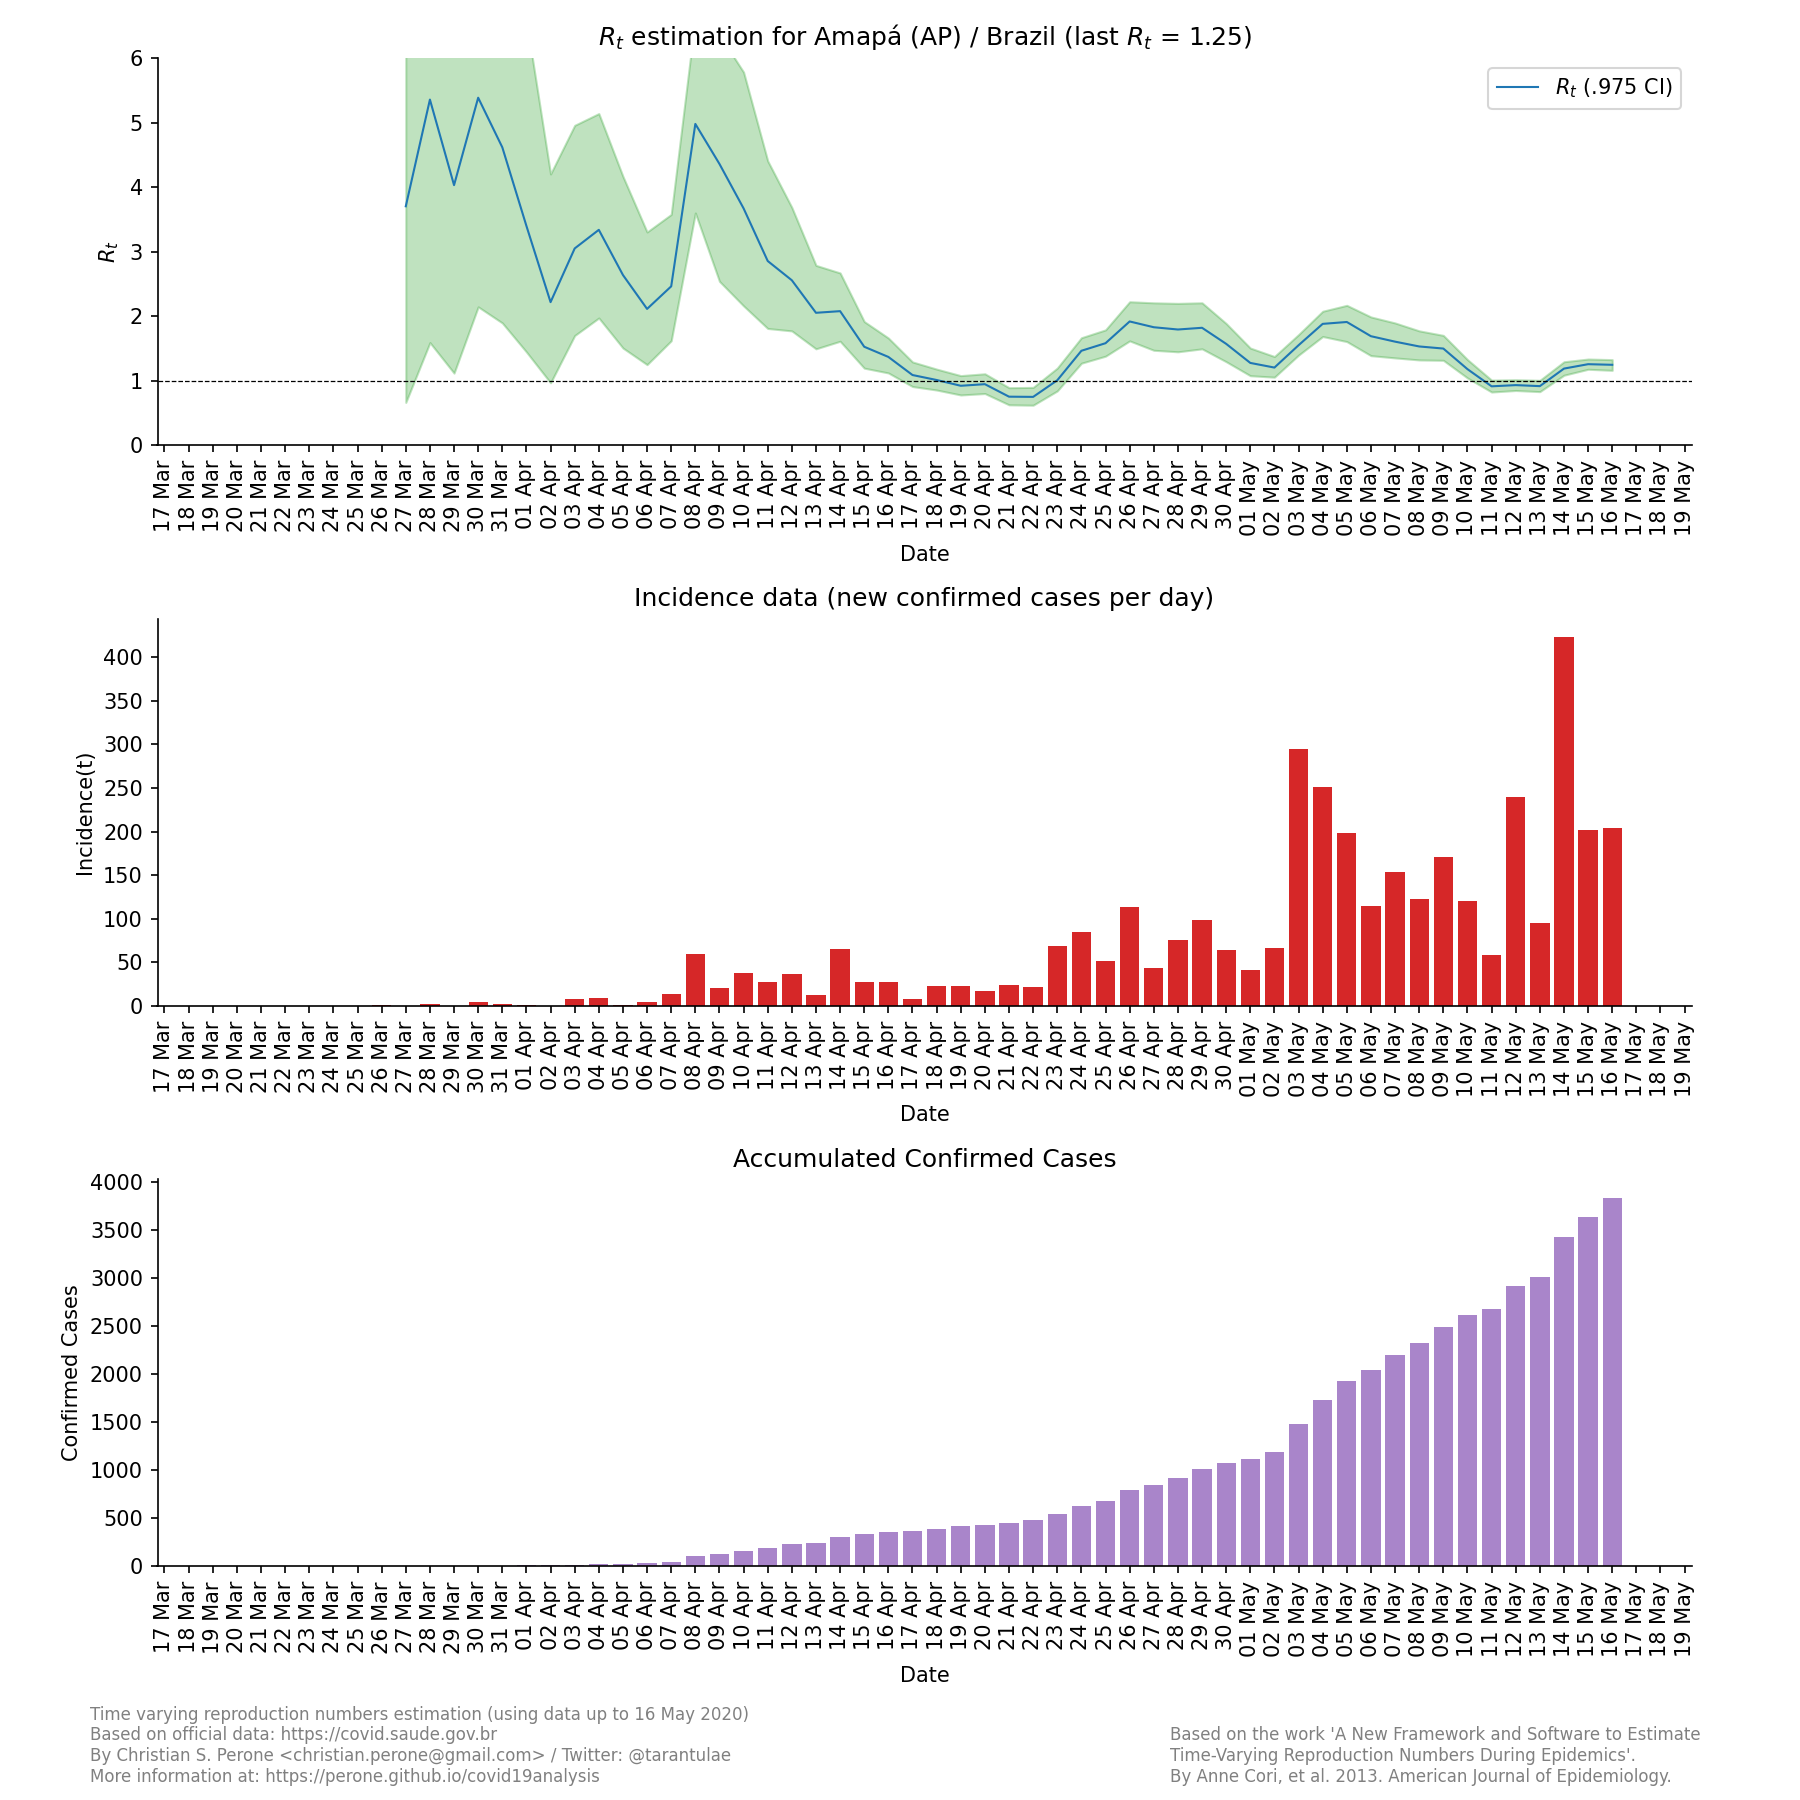 Rt estimation for Amapá (AP) / Brazil (last Rt = 1.25)
Rt (.975 CI)
6
5
4
3
2
1
0
Rt
17 Mar 18 Mar 19 Mar 20 Mar 21 Mar 22 Mar 23 Mar 24 Mar 25 Mar 26 Mar 27 Mar 28 Mar 29 Mar 30 Mar 31 Mar 01 Apr 02 Apr 03 Apr 04 Apr 05 Apr 06 Apr 07 Apr 08 Apr 09 Apr 10 Apr 11 Apr 12 Apr 13 Apr 14 Apr 15 Apr 16 Apr 17 Apr 18 Apr 19 Apr 20 Apr 21 Apr 22 Apr 23 Apr 24 Apr 25 Apr 26 Apr 27 Apr 28 Apr 29 Apr 30 Apr 01 May 02 May 03 May 04 May 05 May 06 May 07 May 08 May 09 May 10 May 11 May 12 May 13 May 14 May 15 May 16 May 17 May 18 May 19 May
Date
Incidence data (new confirmed cases per day)
400
350
300
250
200
150
100
50
0
Incidence(t)
17 Mar 18 Mar 19 Mar 20 Mar 21 Mar 22 Mar 23 Mar 24 Mar 25 Mar 26 Mar 27 Mar 28 Mar 29 Mar 30 Mar 31 Mar 01 Apr 02 Apr 03 Apr 04 Apr 05 Apr 06 Apr 07 Apr 08 Apr 09 Apr 10 Apr 11 Apr 12 Apr 13 Apr 14 Apr 15 Apr 16 Apr 17 Apr 18 Apr 19 Apr 20 Apr 21 Apr 22 Apr 23 Apr 24 Apr 25 Apr 26 Apr 27 Apr 28 Apr 29 Apr 30 Apr 01 May 02 May 03 May 04 May 05 May 06 May 07 May 08 May 09 May 10 May 11 May 12 May 13 May 14 May 15 May 16 May 17 May 18 May 19 May
Date
Accumulated Confirmed Cases
4000
3500
3000
2500
2000
1500
1000
500
0
Confirmed Cases
17 Mar 18 Mar 19 Mar 20 Mar 21 Mar 22 Mar 23 Mar 24 Mar 25 Mar 26 Mar 27 Mar 28 Mar 29 Mar 30 Mar 31 Mar 01 Apr 02 Apr 03 Apr 04 Apr 05 Apr 06 Apr 07 Apr 08 Apr 09 Apr 10 Apr 11 Apr 12 Apr 13 Apr 14 Apr 15 Apr 16 Apr 17 Apr 18 Apr 19 Apr 20 Apr 21 Apr 22 Apr 23 Apr 24 Apr 25 Apr 26 Apr 27 Apr 28 Apr 29 Apr 30 Apr 01 May 02 May 03 May 04 May 05 May 06 May 07 May 08 May 09 May 10 May 11 May 12 May 13 May 14 May 15 May 16 May 17 May 18 May 19 May
Date
Time varying reproduction numbers estimation (using data up to 16 May 2020)
Based on official data: https://covid.saude.gov.br
By Christian S. Perone <christian.perone@gmail.com> / Twitter: @tarantulae
More information at: https://perone.github.io/covid19analysis
Based on the work 'A New Framework and Software to Estimate
Time-Varying Reproduction Numbers During Epidemics'.
By Anne Cori, et al. 2013. American Journal of Epidemiology.